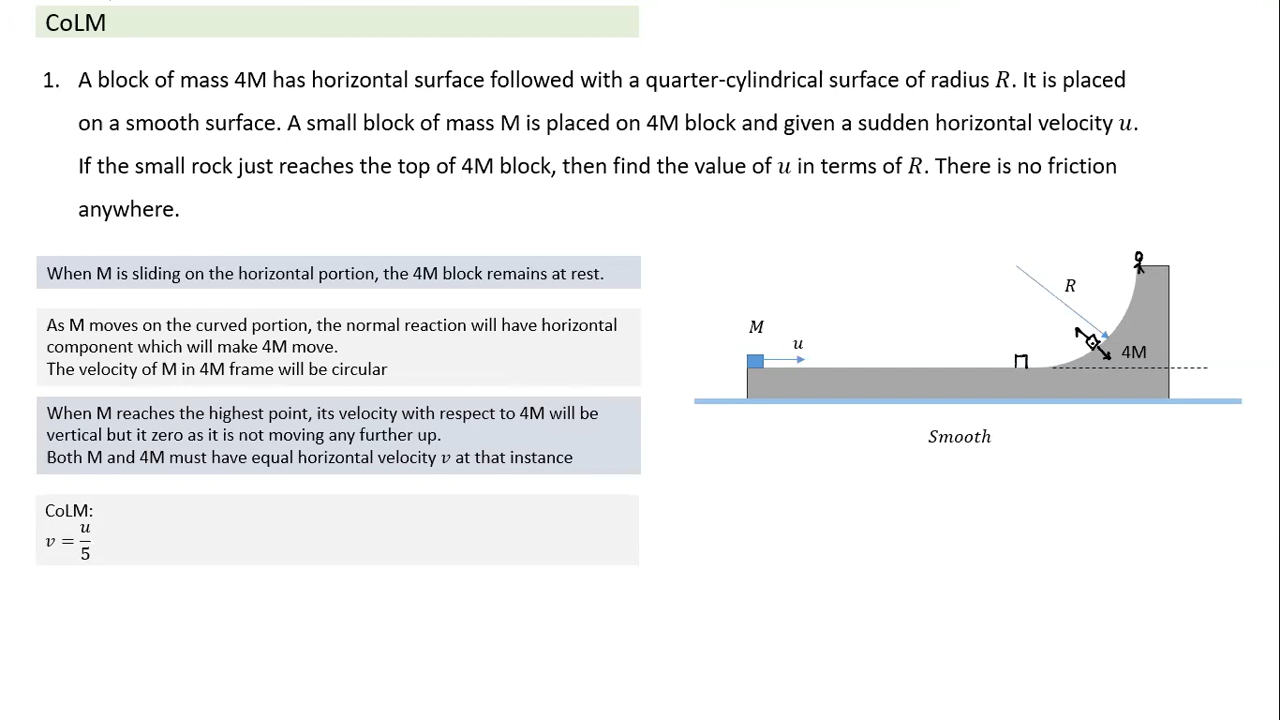 CoLM
1. A block of mass 4M has horizontal surface followed with a quarter-cylindrical surface of radius R. It is placed
on a smooth surface. A small block of mass M is placed on 4M block and given a sudden horizontal velocity u.
If the small rock just reaches the top of 4M block, then find the value of u in terms of R. There is no friction
anywhere.
When M is sliding on the horizontal portion, the 4M block remains at rest.
As M moves on the curved portion, the normal reaction will have horizontal
component which will make 4M move.
The velocity of M in 4M frame will be circular
When M reaches the highest point, its velocity with respect to 4M will be
vertical but it zero as it is not moving any further up.
Both M and 4M must have equal horizontal velocity v at that instance
CoLM:
v = u/5
R
M
u
4M
Smooth